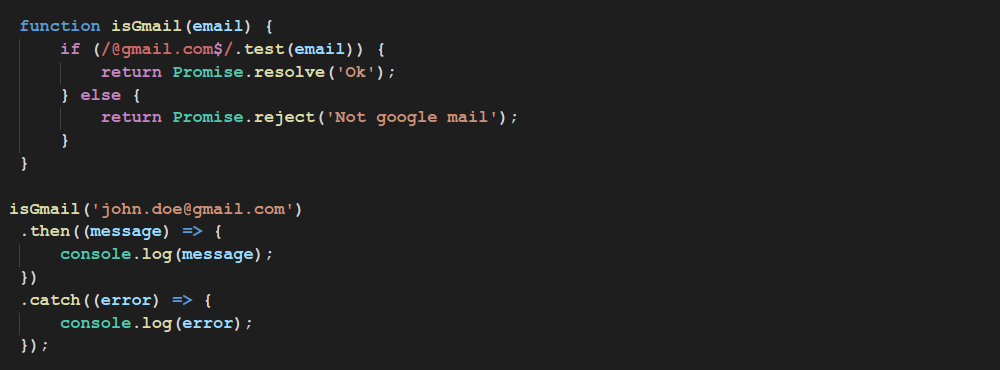 function isGmail(email) {
    if (/@gmail.com$/.test(email)) {
        return Promise.resolve('Ok');
    } else {
        return Promise.reject('Not google mail');
    }
}

isGmail('john.doe@gmail.com')
.then((message) => {
    console.log(message);
})
.catch((error) => {
    console.log(error);
});